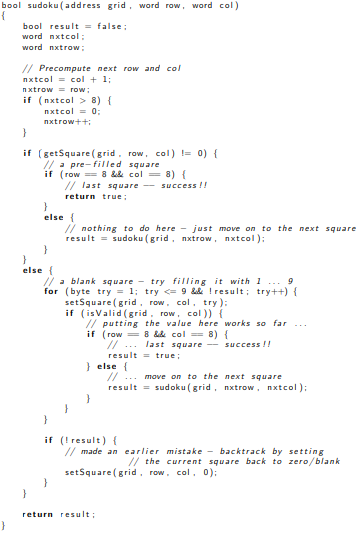 bool sudoku(address grid, word row, word col)
{
bool result = false;
word nxtcol;
word nxtrow;
// Precompute next row and col
nxtcol = col + 1;
nxtrow = row;
if (nxtcol > 8) {
nxtcol = 0;
nxtrow++;
}
if (getSquare(grid, row, col) != 0) {
// a pre-filled square
if (row == 8 && col == 8) {
// last square -- success!!
return true;
}
else {
// nothing to do here - just move on to the next square
result = sudoku(grid, nxtrow, nxtcol);
}
}
else {
// a blank square - try filling it with 1 ... 9
for (byte try = 1; try <= 9 && !result; try++) {
setSquare(grid, row, col, try);
if (isValid(grid, row, col)) {
// putting the value here works so far ...
if (row == 8 && col == 8) {
// ... last square -- success!!
result = true;
} else {
// ... move on to the next square
result = sudoku(grid, nxtrow, nxtcol);
}
}
}
if (!result) {
// made an earlier mistake - backtrack by setting
// the current square back to zero/blank
setSquare(grid, row, col, 0);
}
}
return result;
}